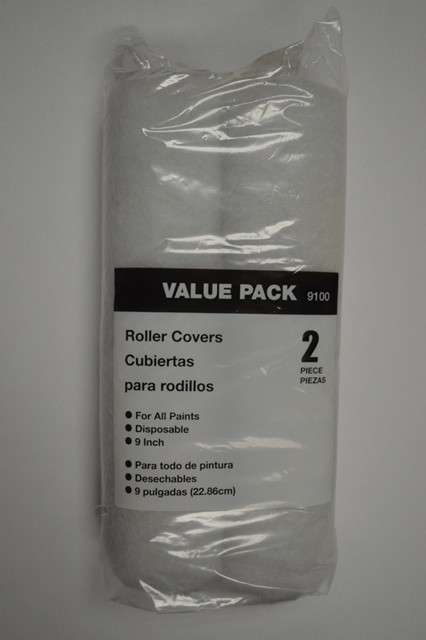 VALUE PACK 9100
Roller Covers
Cubiertas
para rodillos
2
PIECE
PIEZAS
● For All Paints
● Disposable
● 9 Inch
● Para todo de pintura
● Desechables
● 9 pulgadas (22.86cm)